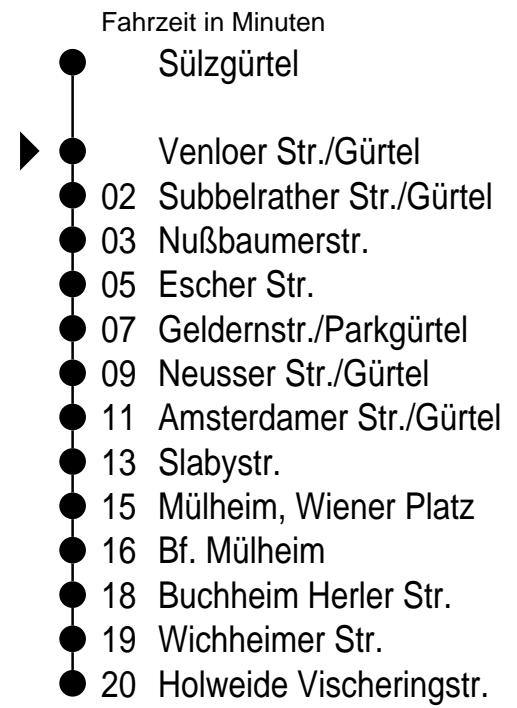 Fahrzeit in Minuten
Sülzgürtel
Venloer Str./Gürtel
02 Subbelrather Str./Gürtel
03 Nußbaumerstr.
05 Escher Str.
07 Geldernstr./Parkgürtel
09 Neusser Str./Gürtel
11 Amsterdamer Str./Gürtel
13 Slabystr.
15 Mülheim, Wiener Platz
16 Bf. Mülheim
18 Buchheim Herler Str.
19 Wichheimer Str.
20 Holweide Vischeringstr.